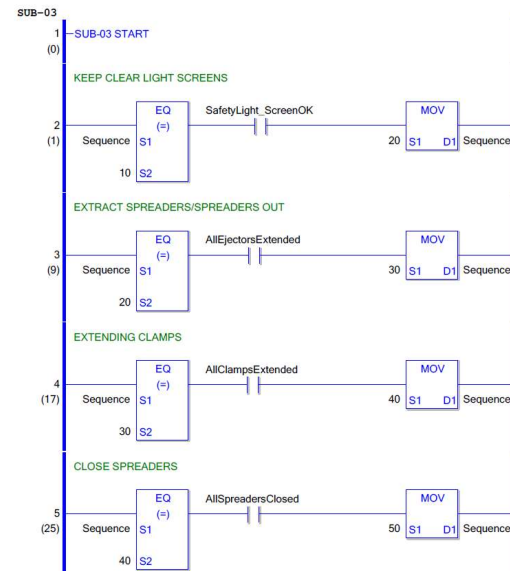 SUB-03
1 SUB-03 START
(0)
KEEP CLEAR LIGHT SCREENS
EQ SafetyLight_ScreenOK MOV
2 (=)
(1) Sequence S1 20 S1 D1 Sequence
10 S2
EXTRACT SPREADERS/SPREADERS OUT
EQ AllEjectorsExtended MOV
3 (=)
(9) Sequence S1 30 S1 D1 Sequence
20 S2
EXTENDING CLAMPS
EQ AllClampsExtended MOV
4 (=)
(17) Sequence S1 40 S1 D1 Sequence
30 S2
CLOSE SPREADERS
EQ AllSpreadersClosed MOV
5 (=)
(25) Sequence S1 50 S1 D1 Sequence
40 S2